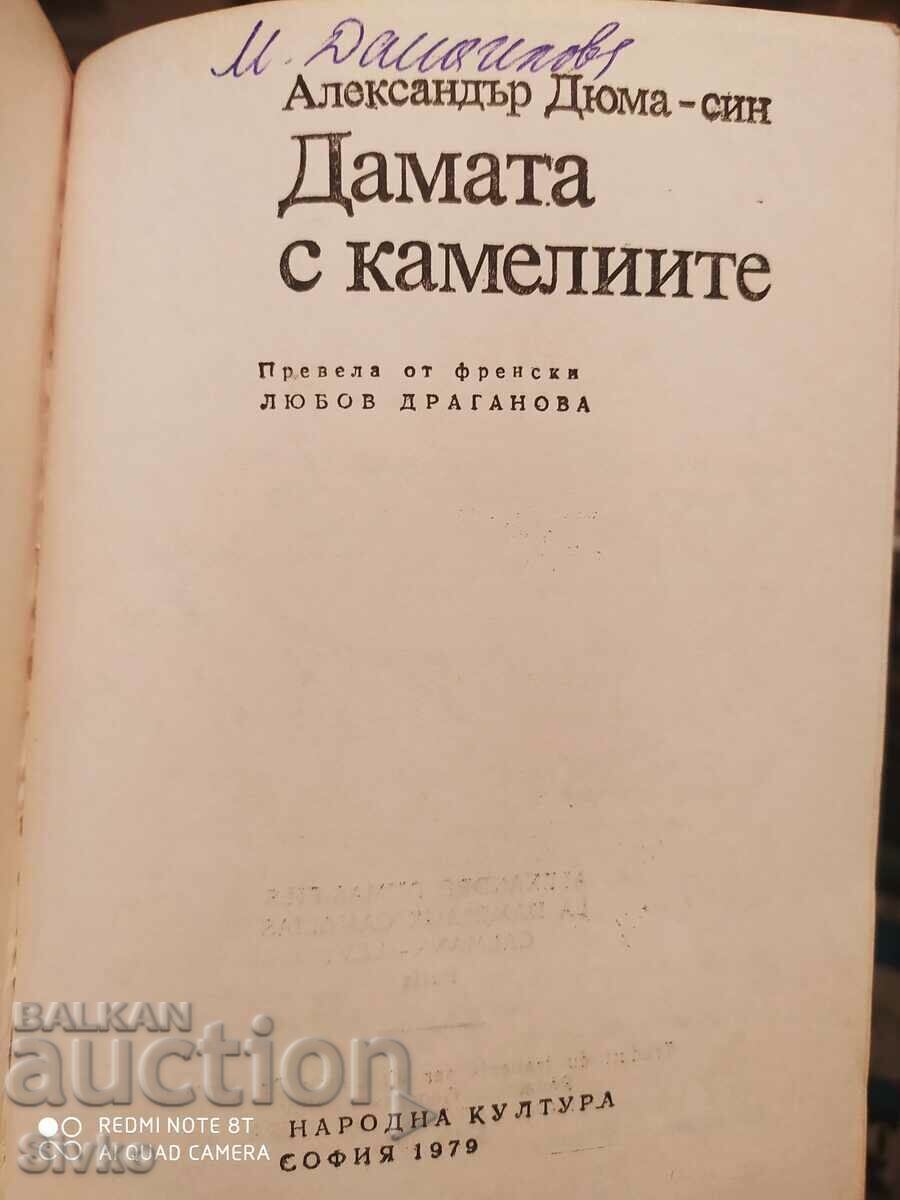 Александър Дюма - син
Дамата
с камелиите
Превела от френски
ЛЮБОВ ДРАГАНОВА
НАРОДНА КУЛТУРА
СОФИЯ 1979
BALKAN
auction
REDMI NOTE 8T
AI QUAD CAMERA
Sivko